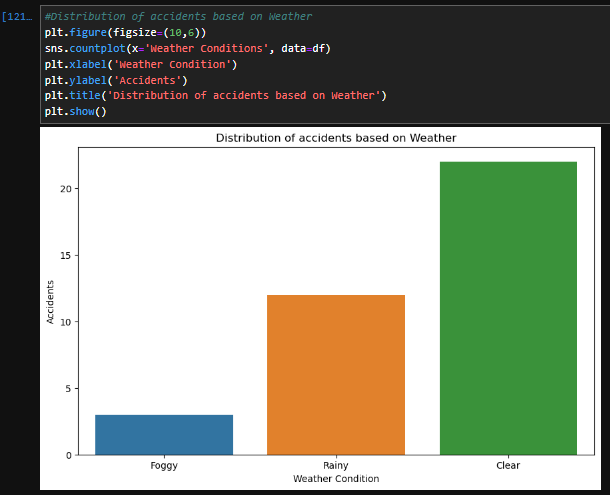 [121…
#Distribution of accidents based on Weather
plt.figure(figsize=(10,6))
sns.countplot(x='Weather Conditions', data=df)
plt.xlabel('Weather Condition')
plt.ylabel('Accidents')
plt.title('Distribution of accidents based on Weather')
plt.show()
Distribution of accidents based on Weather
20
15
10
5
0
Accidents
Foggy Rainy Clear
Weather Condition